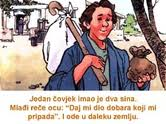 Jedan čovjek imao je dva sina.
Mlađi reče ocu: “Daj mi dio dobara koji mi
pripada”. I ode u daleku zemlju.